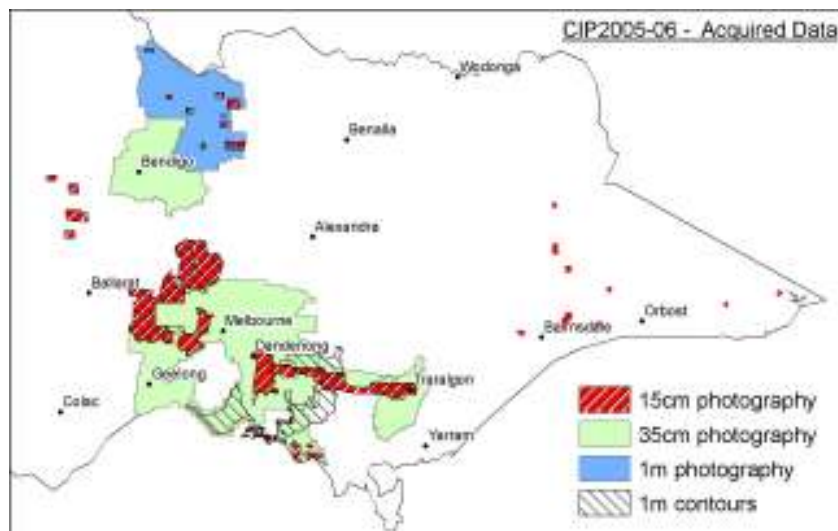 CIP2005-06 - Acquired Data
Wodonga
Benalla
Bendigo
Alexandra
Ballarat
Melbourne
Orbost
Bairnsdale
Dandenong
Geelong
Traralgon
Colac
Yarram
15cm photography
35cm photography
1m photography
1m contours